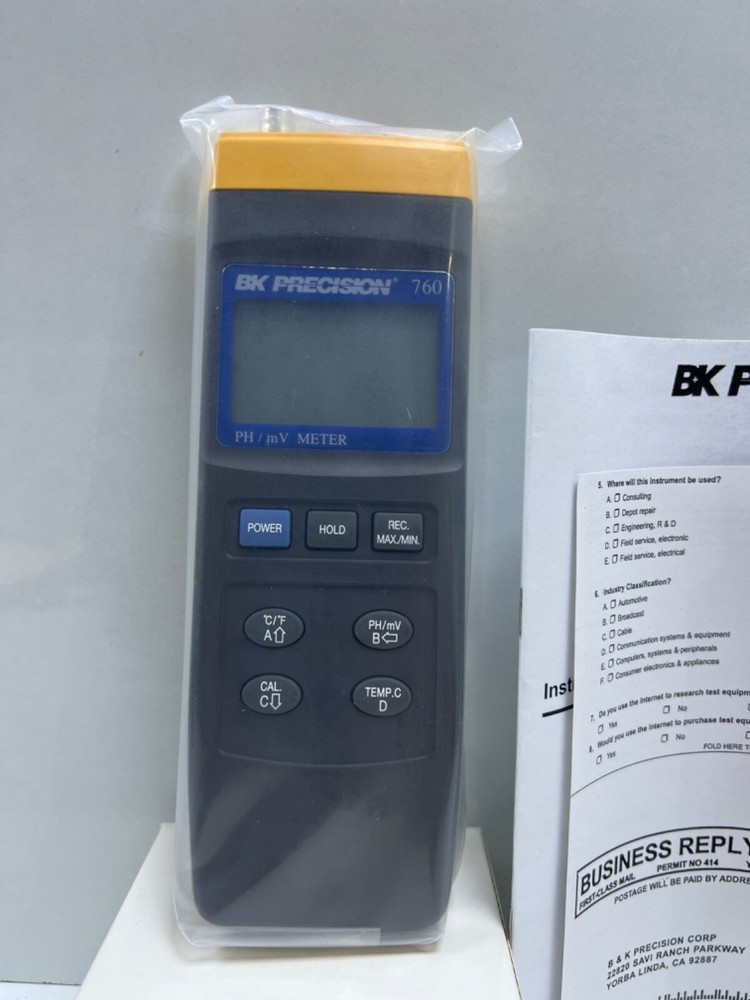 BK PRECISION® 760
PH / mV METER
POWER
HOLD
REC.
MAX./MIN.
°C/°F
A⇧
PH/mV
B⇦
CAL.
C⇩
TEMP.C
D
BK P
Inst
5. Where will this instrument be used?
A. ☐ Consulting
B. ☐ Depot repair
C. ☐ Engineering, R & D
D. ☐ Field service, electronic
E. ☐ Field service, electrical
6. Industry Classification?
A. ☐ Automotive
B. ☐ Broadcast
C. ☐ Cable
D. ☐ Communication systems & equipment
E. ☐ Computers, systems & peripherals
F. ☐ Consumer electronics & appliances
7. Do you use the Internet to research test equipm
☐ Yes ☐ No
8. Would you use the Internet to purchase test equ
☐ Yes ☐ No
FOLD HERE T
BUSINESS REPLY
FIRST-CLASS MAIL PERMIT NO 414 Y
POSTAGE WILL BE PAID BY ADDRE
B & K PRECISION CORP
22820 SAVI RANCH PARKWAY
YORBA LINDA, CA 92887